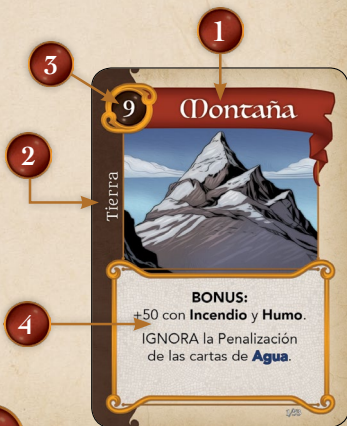 1
3
9
Montaña
2
Tierra
BONUS:
+50 con Incendio y Humo.
4
IGNORA la Penalización
de las cartas de Agua.